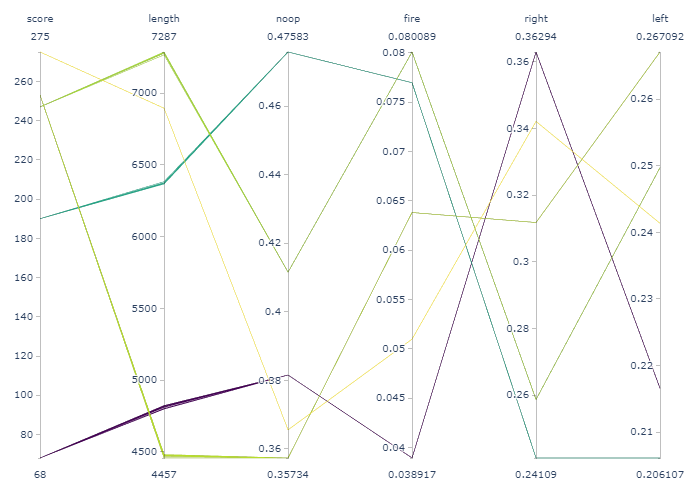 score length noop fire right left
275 7287 0.47583 0.080089 0.36294 0.267092
260 7000 0.46 0.08 0.36 0.26
240 6500 0.44 0.075 0.34 0.25
220 6000 0.42 0.07 0.32 0.24
200 5500 0.4 0.065 0.3 0.23
180 5000 0.38 0.06 0.28 0.22
160 4500 0.36 0.055 0.26 0.21
140 0.05
120 0.045
100 0.04
80
68 4457 0.35734 0.038917 0.24109 0.206107